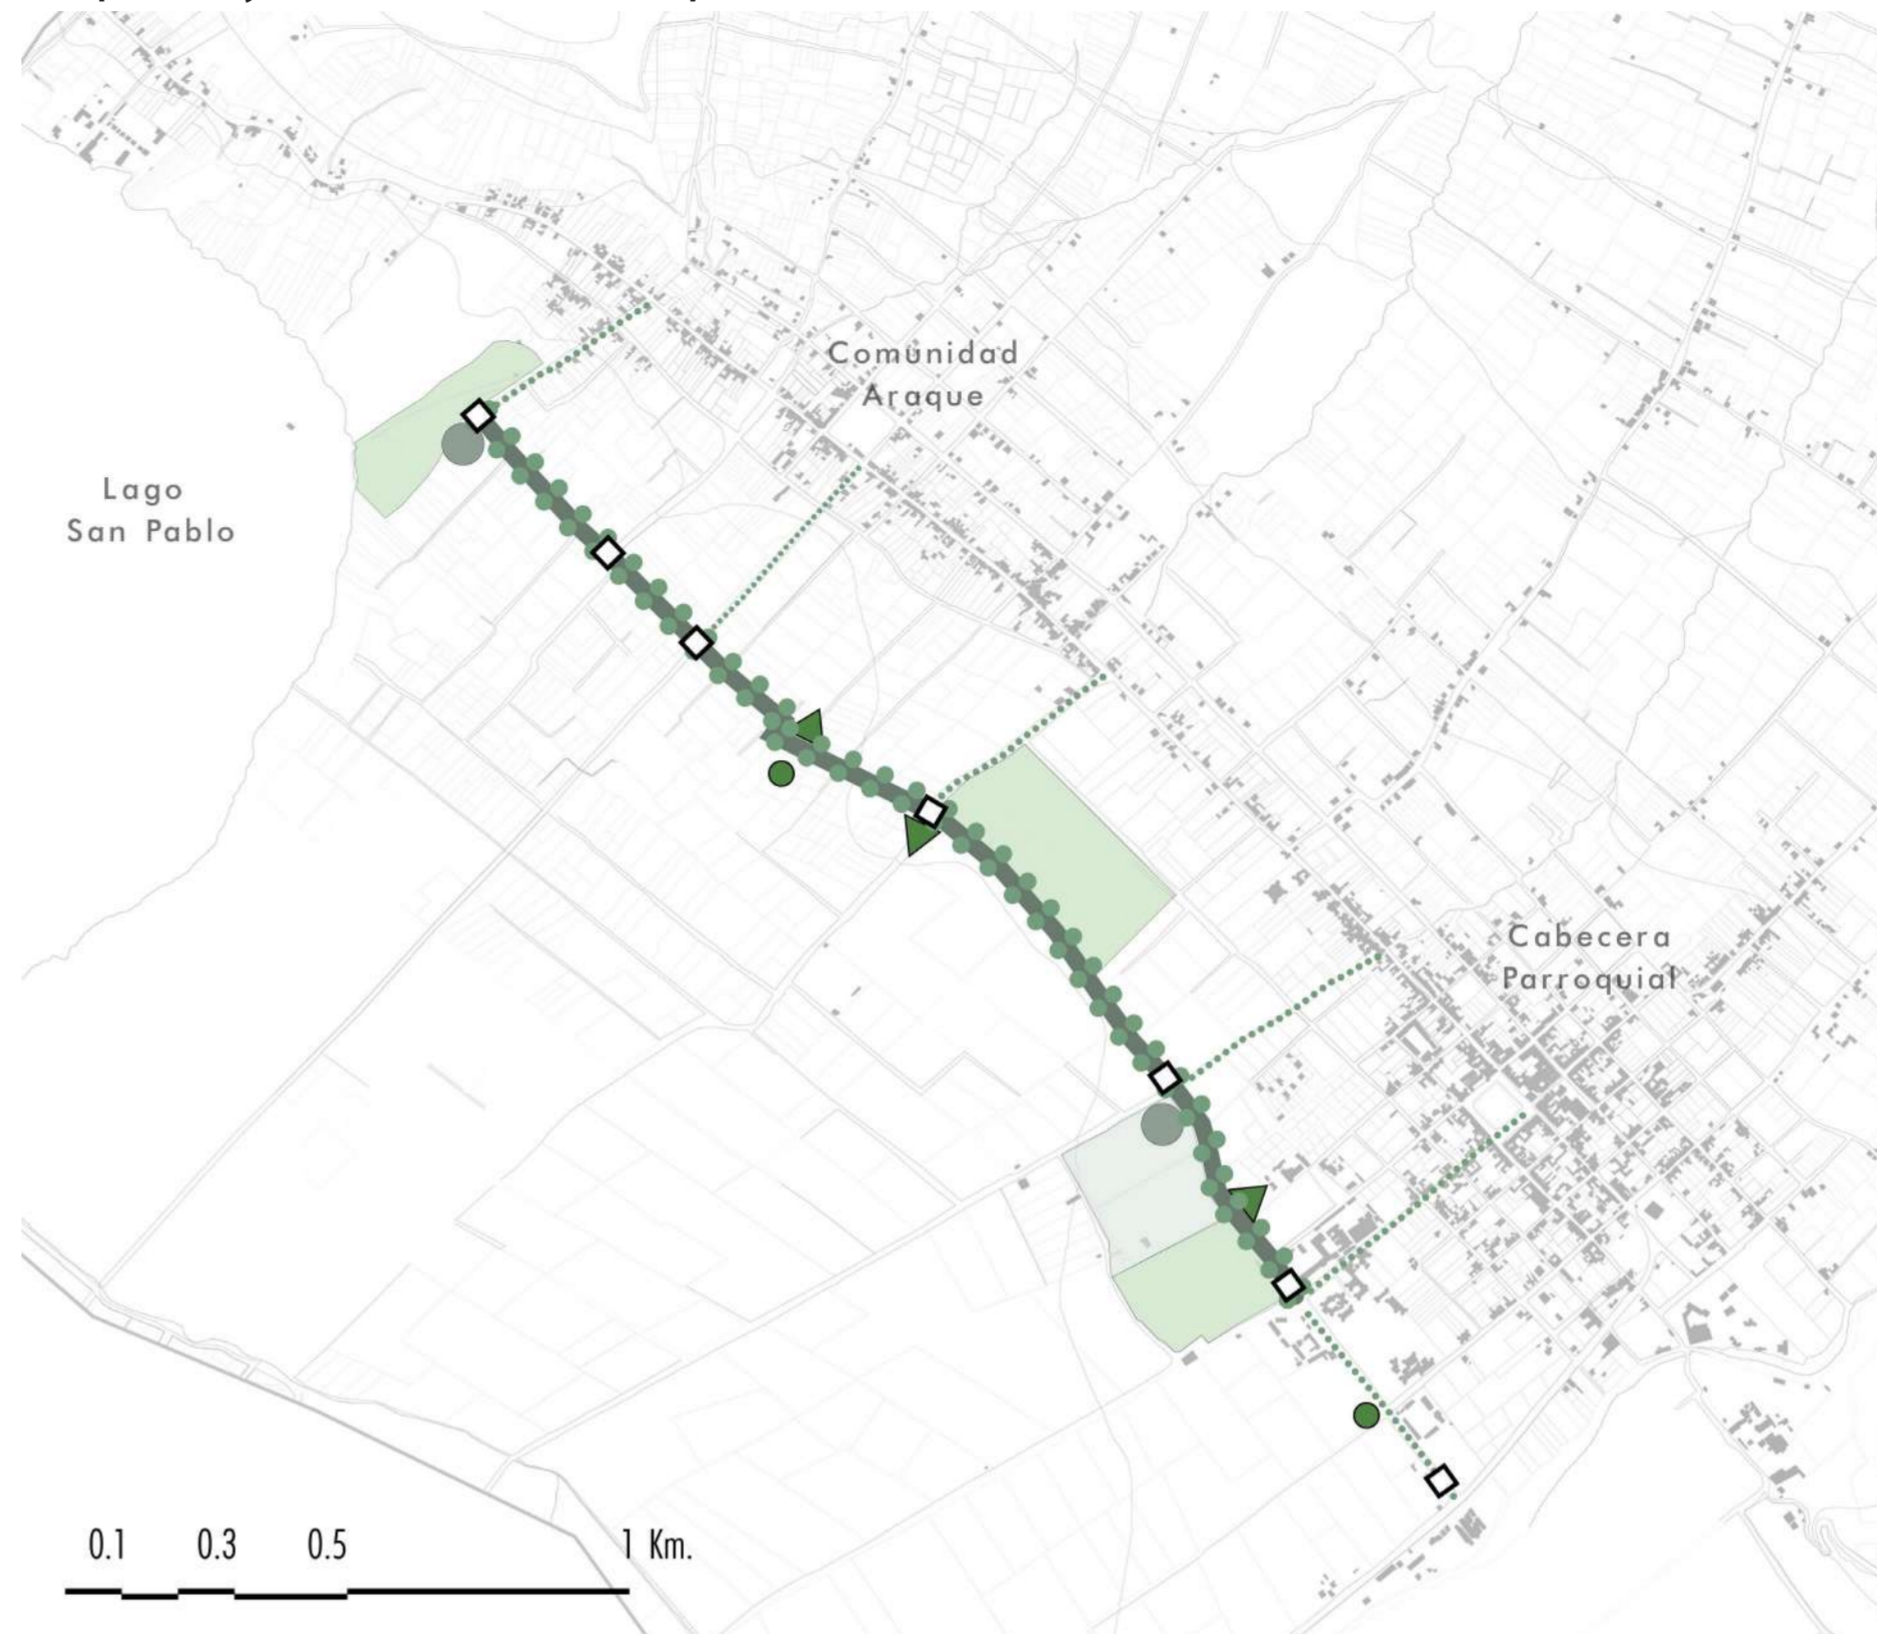 Comunidad
Araque
Lago
San Pablo
Cabecera
Parroquial
0.1 0.3 0.5 1 Km.